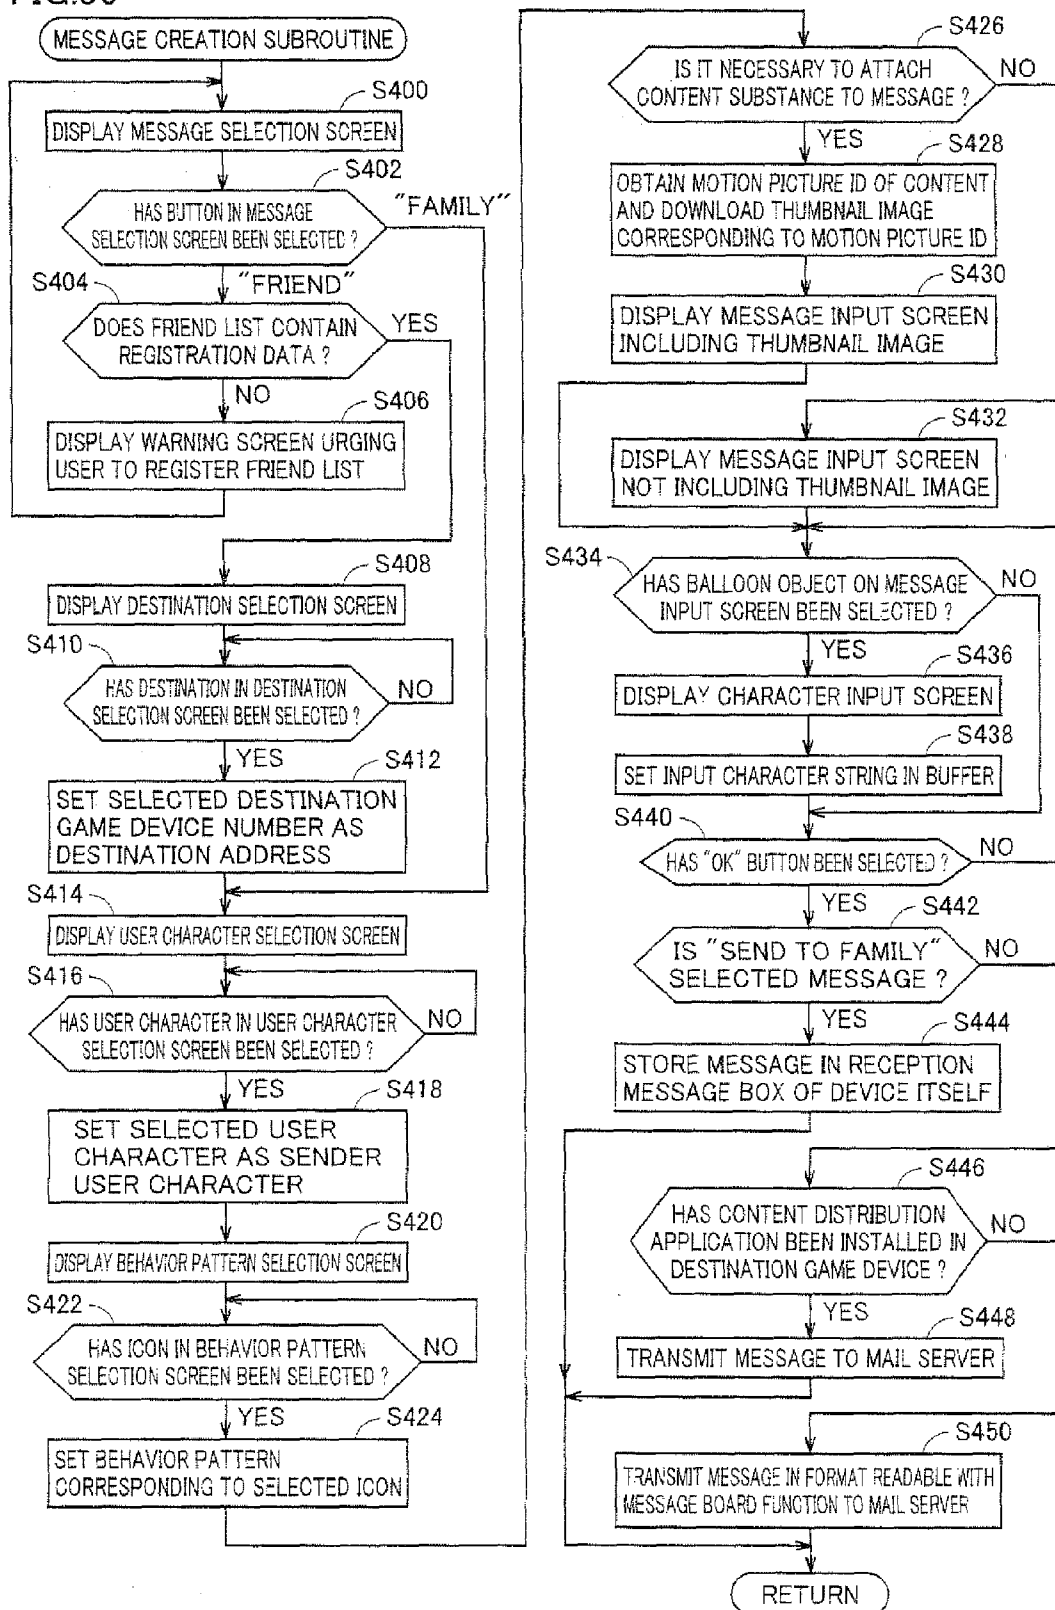 MESSAGE CREATION SUBROUTINE
S400
DISPLAY MESSAGE SELECTION SCREEN
S402
HAS BUTTON IN MESSAGE
SELECTION SCREEN BEEN SELECTED ?
"FAMILY"
"FRIEND"
S404
DOES FRIEND LIST CONTAIN
REGISTRATION DATA ?
YES
NO
S406
DISPLAY WARNING SCREEN URGING
USER TO REGISTER FRIEND LIST
S408
DISPLAY DESTINATION SELECTION SCREEN
S410
HAS DESTINATION IN DESTINATION
SELECTION SCREEN BEEN SELECTED ?
NO
YES
S412
SET SELECTED DESTINATION
GAME DEVICE NUMBER AS
DESTINATION ADDRESS
S414
DISPLAY USER CHARACTER SELECTION SCREEN
S416
HAS USER CHARACTER IN USER CHARACTER
SELECTION SCREEN BEEN SELECTED ?
NO
YES
S418
SET SELECTED USER
CHARACTER AS SENDER
USER CHARACTER
S420
DISPLAY BEHAVIOR PATTERN SELECTION SCREEN
S422
HAS ICON IN BEHAVIOR PATTERN
SELECTION SCREEN BEEN SELECTED ?
NO
YES
S424
SET BEHAVIOR PATTERN
CORRESPONDING TO SELECTED ICON
S426
IS IT NECESSARY TO ATTACH
CONTENT SUBSTANCE TO MESSAGE ?
NO
YES
S428
OBTAIN MOTION PICTURE ID OF CONTENT
AND DOWNLOAD THUMBNAIL IMAGE
CORRESPONDING TO MOTION PICTURE ID
S430
DISPLAY MESSAGE INPUT SCREEN
INCLUDING THUMBNAIL IMAGE
S432
DISPLAY MESSAGE INPUT SCREEN
NOT INCLUDING THUMBNAIL IMAGE
S434
HAS BALLOON OBJECT ON MESSAGE
INPUT SCREEN BEEN SELECTED ?
NO
YES
S436
DISPLAY CHARACTER INPUT SCREEN
S438
SET INPUT CHARACTER STRING IN BUFFER
S440
HAS "OK" BUTTON BEEN SELECTED ?
NO
YES
S442
IS "SEND TO FAMILY"
SELECTED MESSAGE ?
NO
YES
S444
STORE MESSAGE IN RECEPTION
MESSAGE BOX OF DEVICE ITSELF
S446
HAS CONTENT DISTRIBUTION
APPLICATION BEEN INSTALLED IN
DESTINATION GAME DEVICE ?
NO
YES
S448
TRANSMIT MESSAGE TO MAIL SERVER
S450
TRANSMIT MESSAGE IN FORMAT READABLE WITH
MESSAGE BOARD FUNCTION TO MAIL SERVER
RETURN